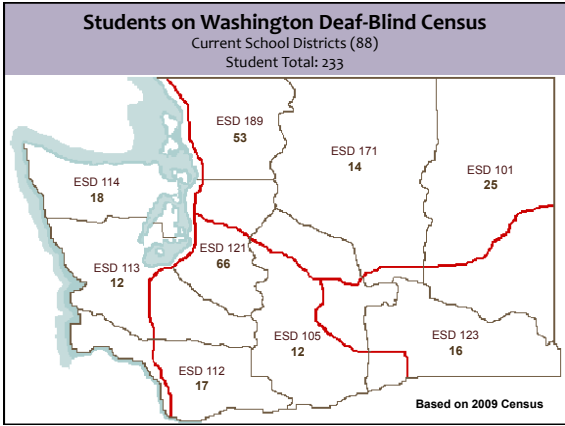 Students on Washington Deaf-Blind Census
Current School Districts (88)
Student Total: 233
ESD 189
53
ESD 171
14
ESD 101
25
ESD 114
18
ESD 121
66
ESD 113
12
ESD 105
12
ESD 123
16
ESD 112
17
Based on 2009 Census